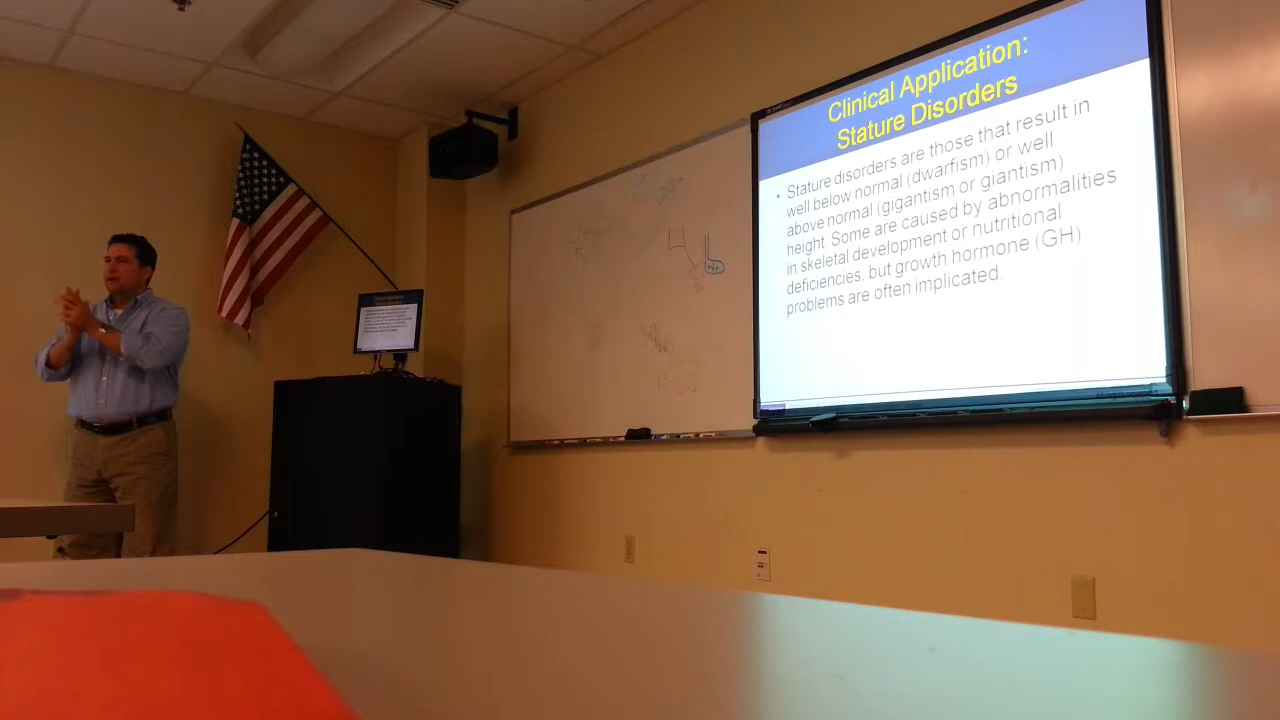 Clinical Application:
Stature Disorders
• Stature disorders are those that result in
well below normal (dwarfism) or well
above normal (gigantism or giantism)
height. Some are caused by abnormalities
in skeletal development or nutritional
deficiencies, but growth hormone (GH)
problems are often implicated.